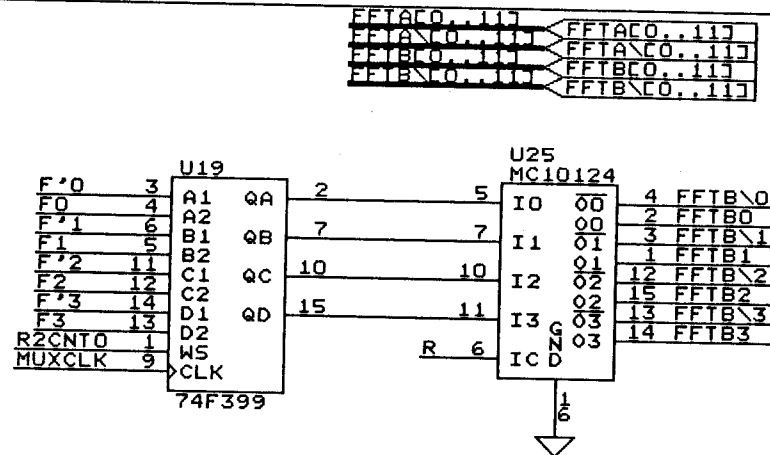 FFTA[0..11] FFTA[0..11]
FFTA\[0..11] FFTA\[0..11]
FFTB[0..11] FFTB[0..11]
FFTB\[0..11] FFTB\[0..11]
U19
U25
MC10124
F'0 3 A1 QA 2 5 I0 O0 4 FFTB\0
F0 4 A2 O0 2 FFTB0
F'1 6 B1 QB 7 7 I1 O1 3 FFTB\1
F1 5 B2 O1 1 FFTB1
F'2 11 C1 QC 10 10 I2 O2 12 FFTB\2
F2 12 C2 O2 15 FFTB2
F'3 14 D1 QD 15 11 I3 O3 13 FFTB\3
F3 13 D2 O3 14 FFTB3
R2CNT0 1 WS R 6 IC GND
MUXCLK 9 CLK
74F399
16